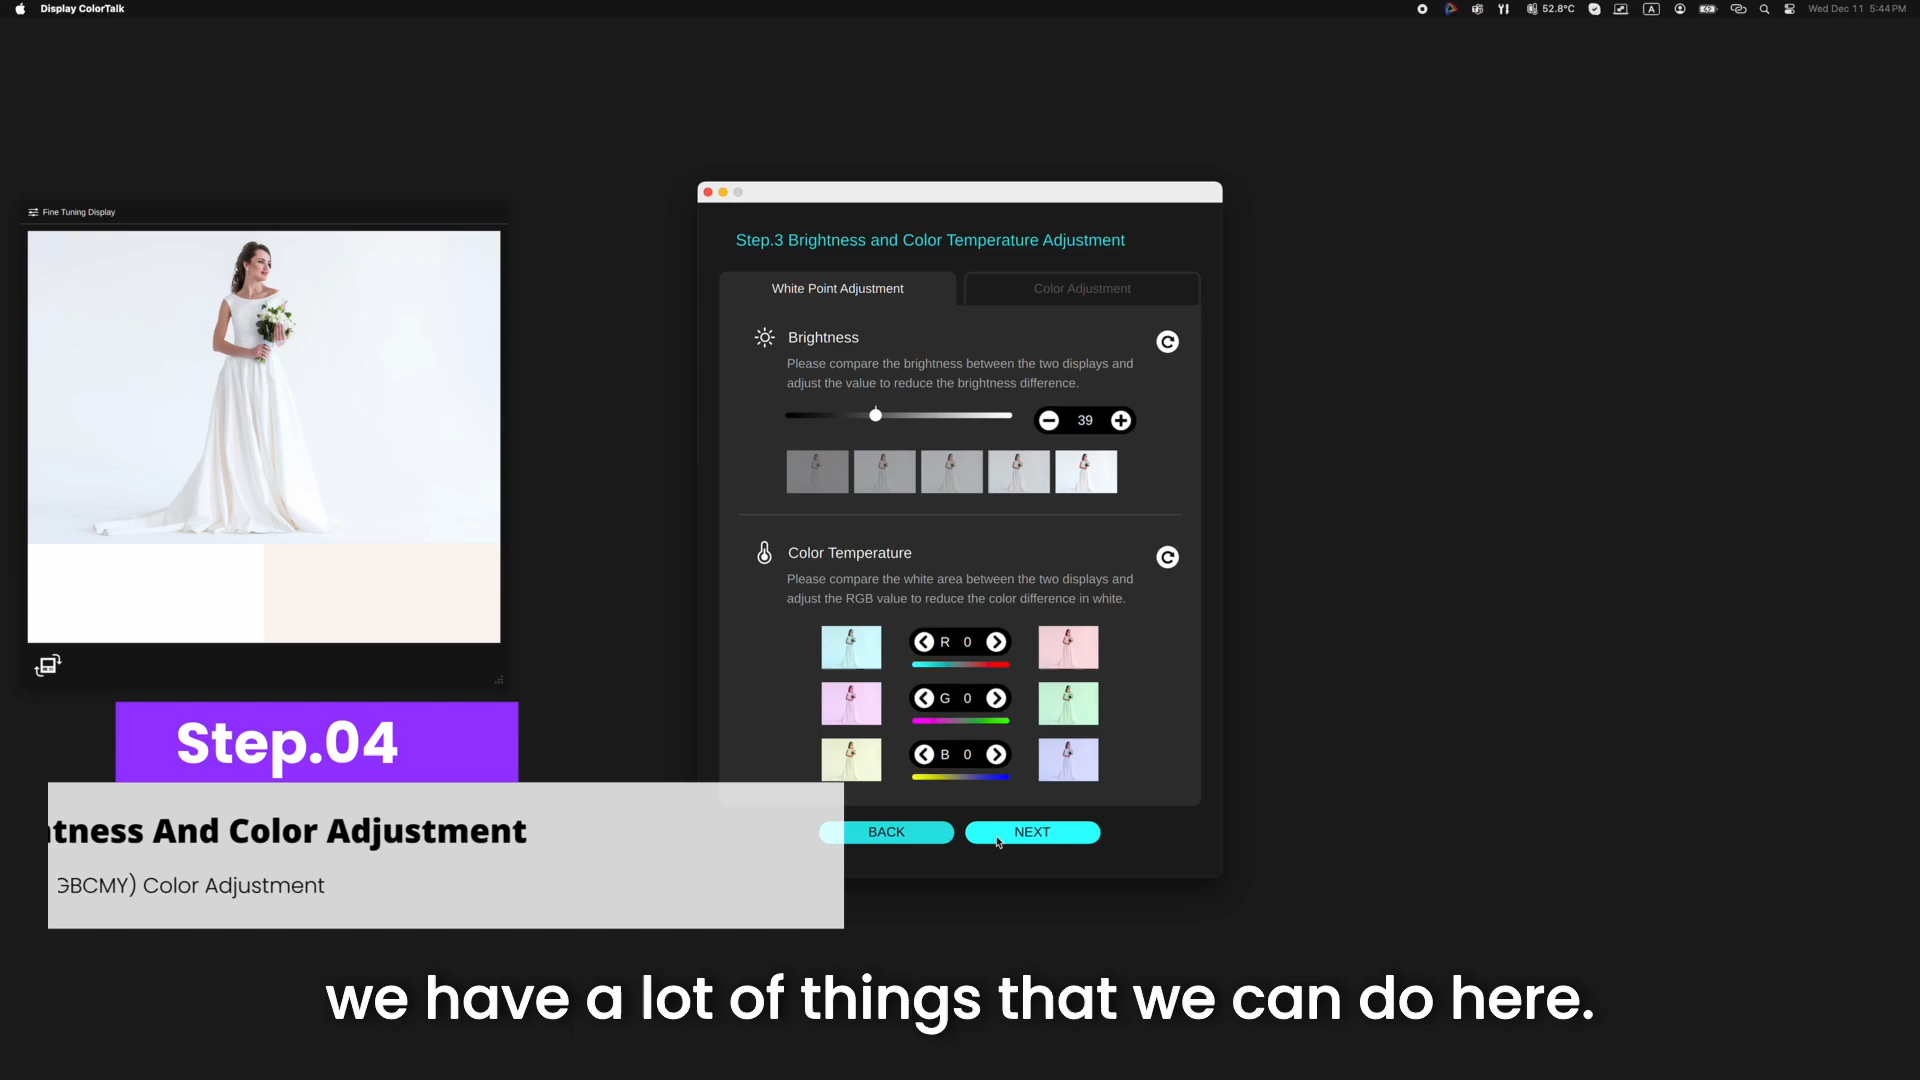 Display ColorTalk
52.8°C
A
Wed Dec 11 5:44 PM
Fine Tuning Display
Step.3 Brightness and Color Temperature Adjustment
White Point Adjustment
Color Adjustment
Brightness
Please compare the brightness between the two displays and
adjust the value to reduce the brightness difference.
39
Color Temperature
Please compare the white area between the two displays and
adjust the RGB value to reduce the color difference in white.
R 0
G 0
B 0
BACK
NEXT
Step.04
tness And Color Adjustment
GBCMY) Color Adjustment
we have a lot of things that we can do here.